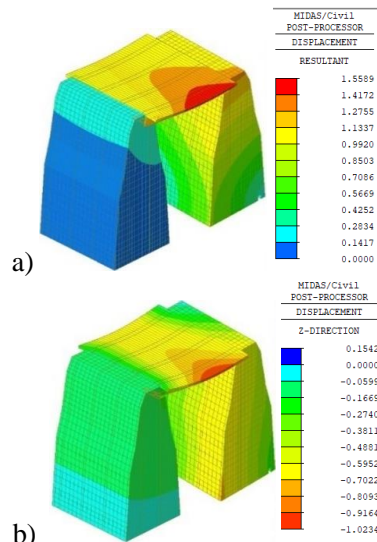 MIDAS/Civil
POST-PROCESSOR
DISPLACEMENT
RESULTANT
1.5589
1.4172
1.2755
1.1337
0.9920
0.8503
0.7086
0.5669
0.4252
0.2834
0.1417
0.0000
a)
MIDAS/Civil
POST-PROCESSOR
DISPLACEMENT
Z-DIRECTION
0.1542
0.0000
-0.0599
-0.1669
-0.2740
-0.3811
-0.4881
-0.5952
-0.7022
-0.8093
-0.9164
-1.0234
b)